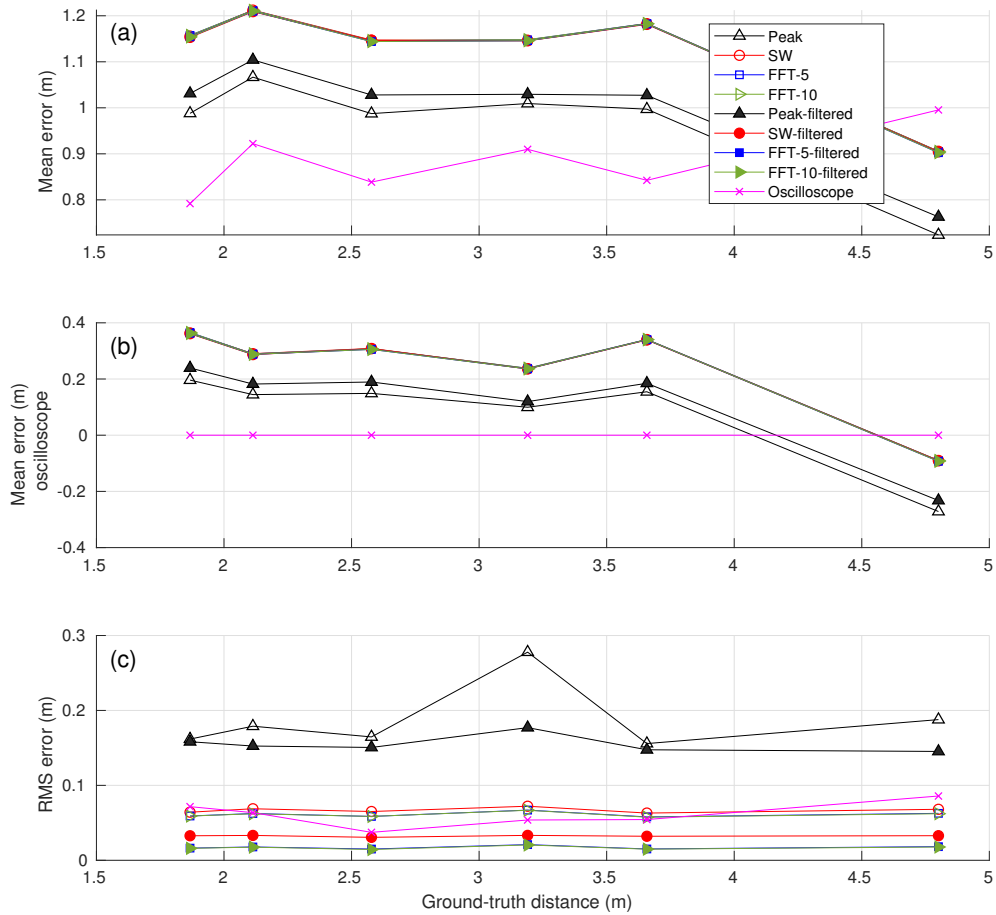 (a)
Mean error (m)
1.2
1.1
1
0.9
0.8
1.5
2
2.5
3
3.5
4
4.5
5
Peak
SW
FFT-5
FFT-10
Peak-filtered
SW-filtered
FFT-5-filtered
FFT-10-filtered
Oscilloscope
(b)
Mean error (m)
oscilloscope
0.4
0.2
0
-0.2
-0.4
1.5
2
2.5
3
3.5
4
4.5
5
(c)
RMS error (m)
0.3
0.2
0.1
0
1.5
2
2.5
3
3.5
4
4.5
5
Ground-truth distance (m)